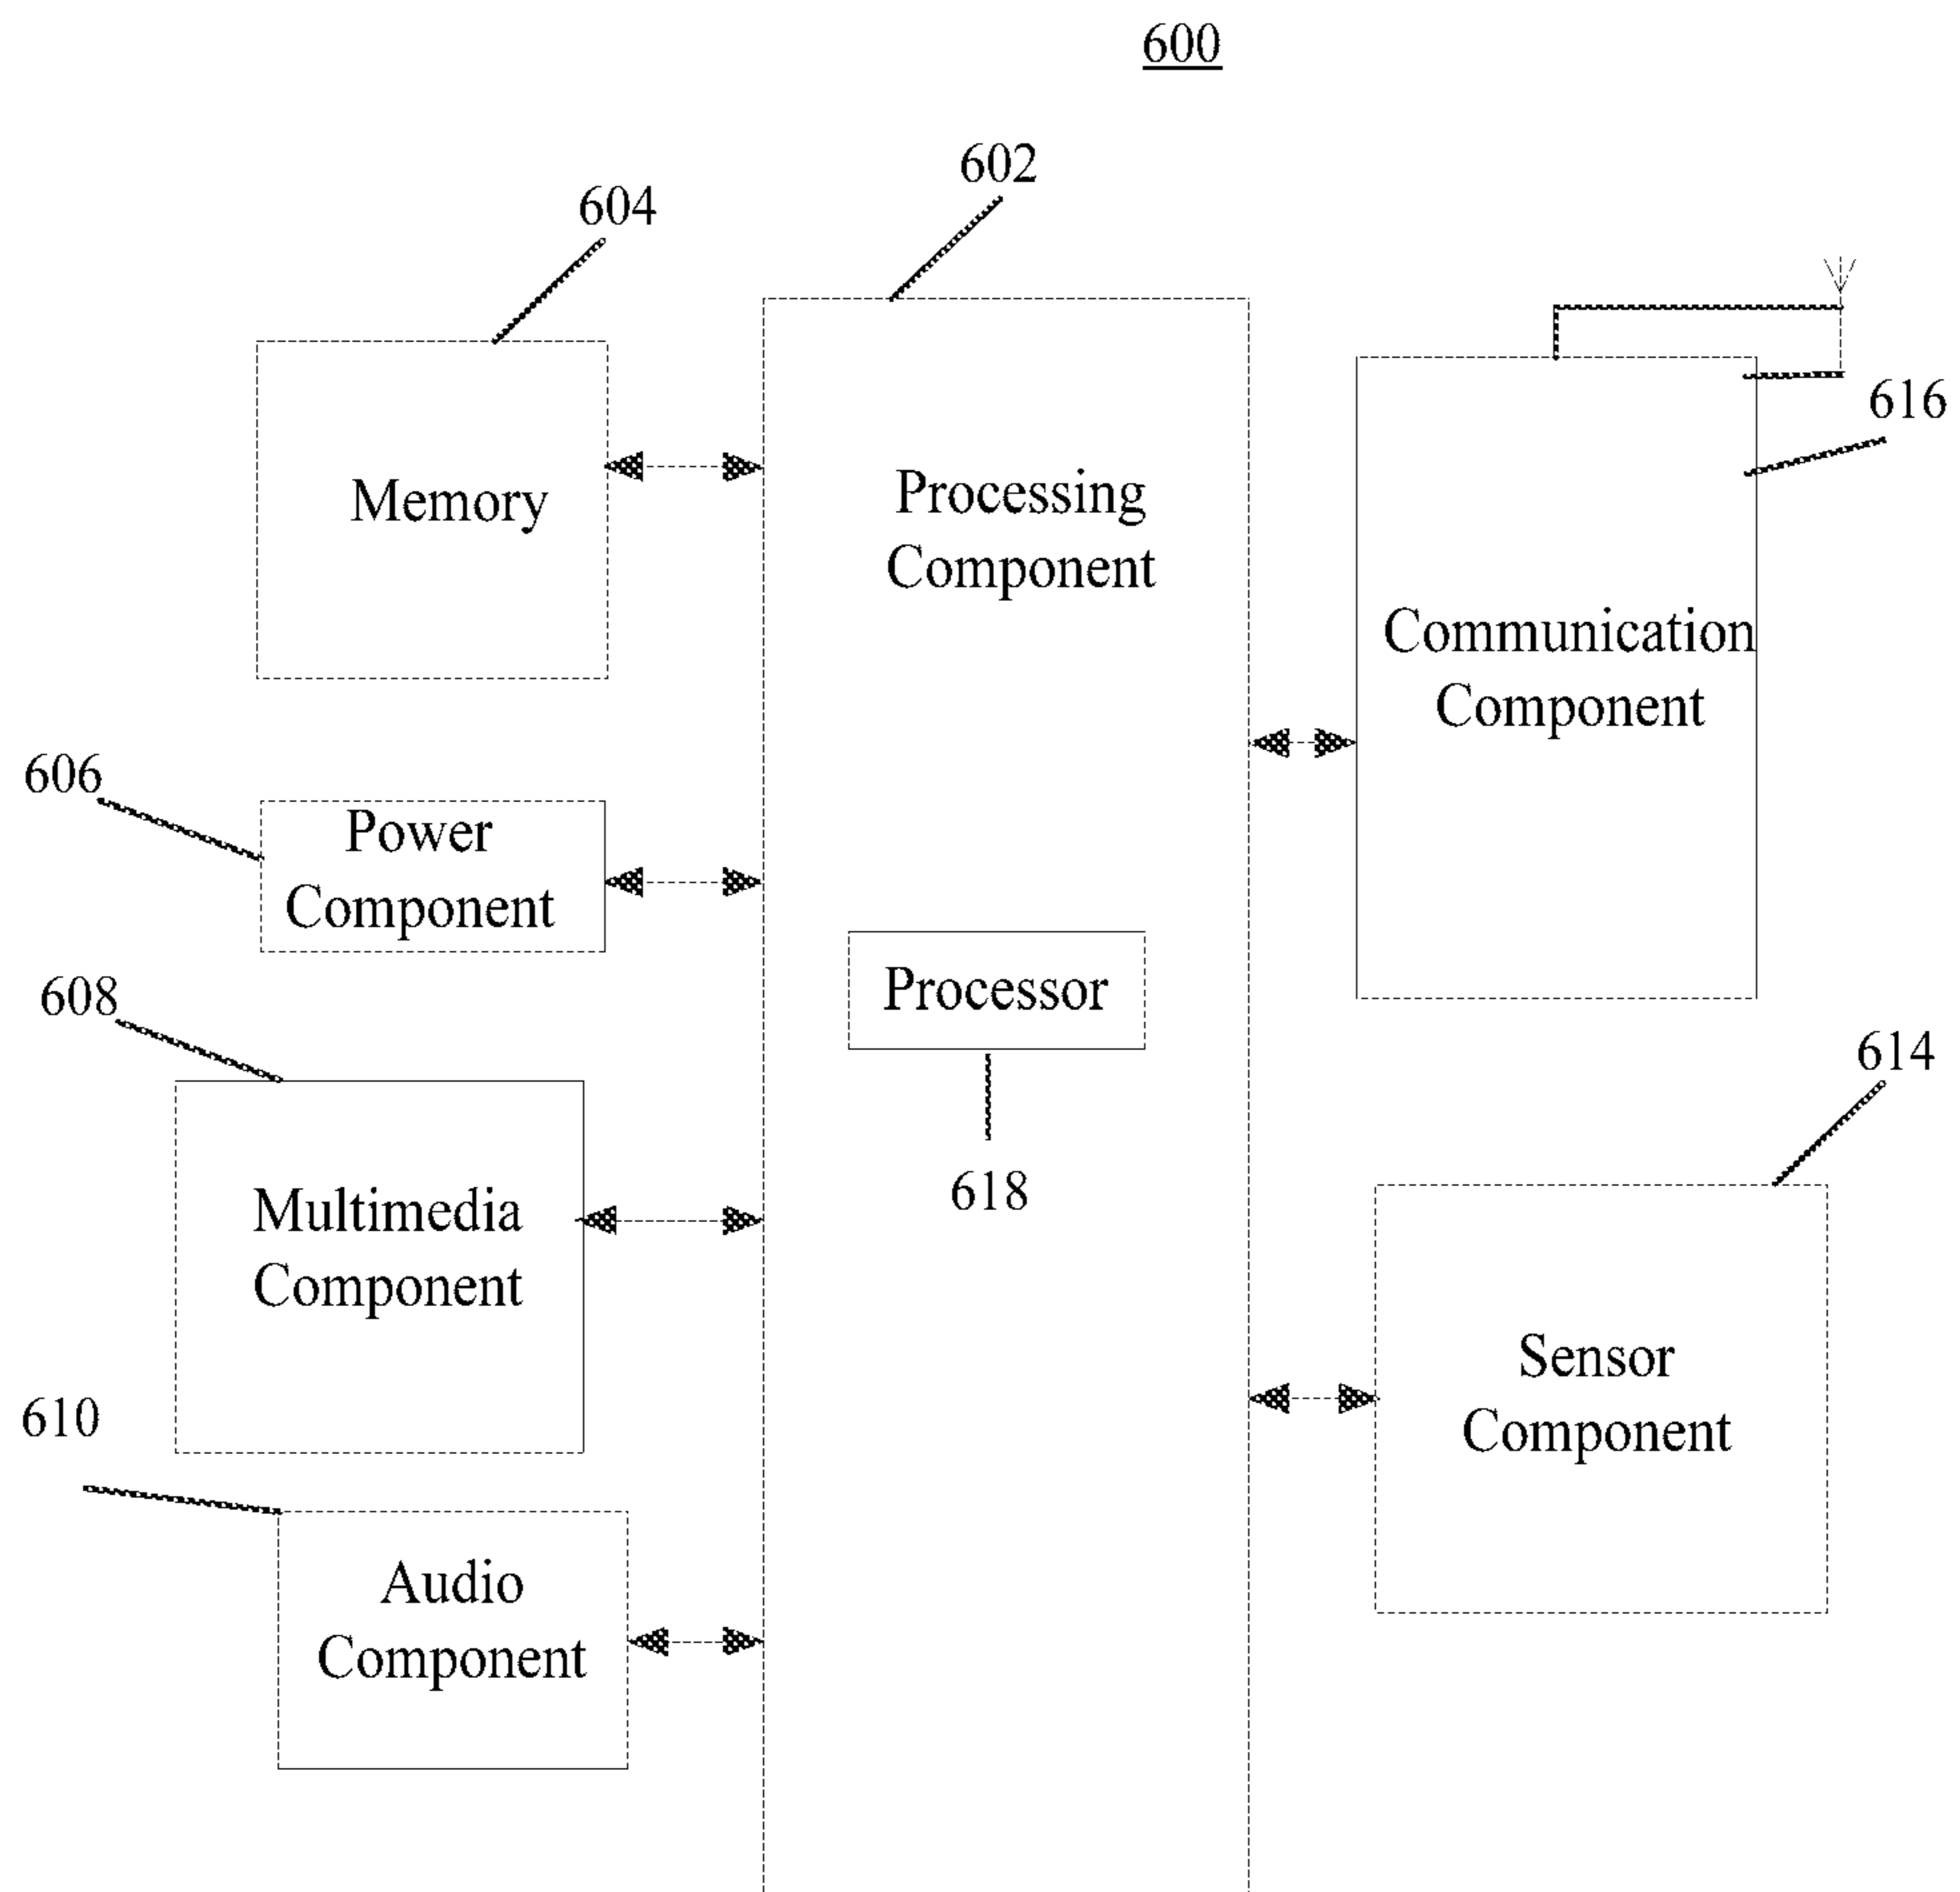 600
602
604
616
Memory
Processing
Component
Communication
Component
606
Power
Component
608
Processor
614
618
Multimedia
Component
Sensor
Component
610
Audio
Component